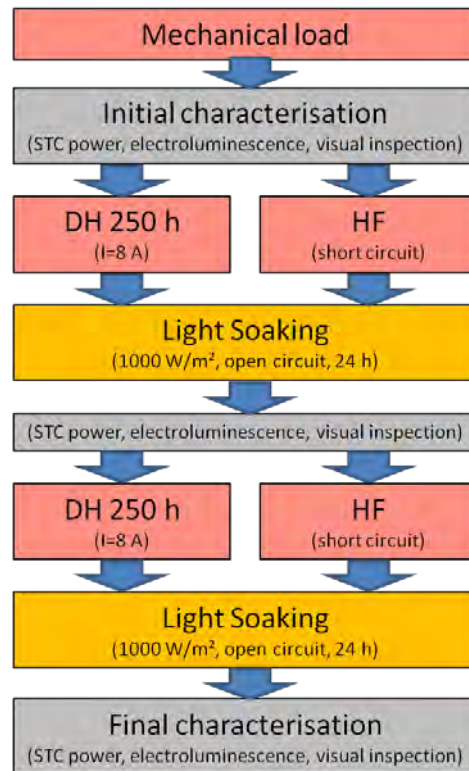 Mechanical load
Initial characterisation
(STC power, electroluminescence, visual inspection)
DH 250 h
(I=8 A)
HF
(short circuit)
Light Soaking
(1000 W/m², open circuit, 24 h)
(STC power, electroluminescence, visual inspection)
DH 250 h
(I=8 A)
HF
(short circuit)
Light Soaking
(1000 W/m², open circuit, 24 h)
Final characterisation
(STC power, electroluminescence, visual inspection)